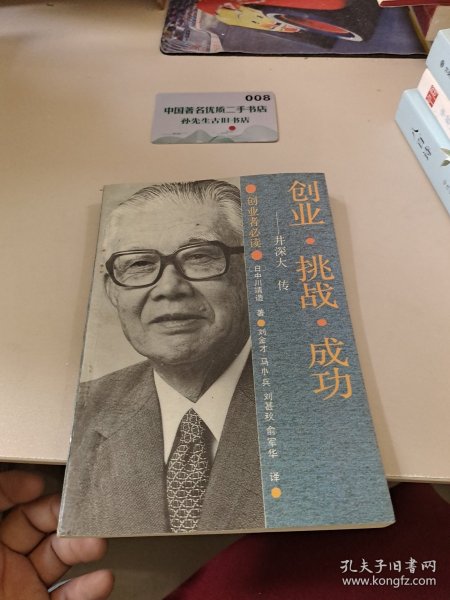 008
中国著名优质二手书店
孙先生古旧书店
创业·挑战·成功
——井深大 传
创业者必读
日中川靖造 著
刘金才 马小兵 刘甚秋 俞军华 译
孔夫子旧书网
www.kongfz.com